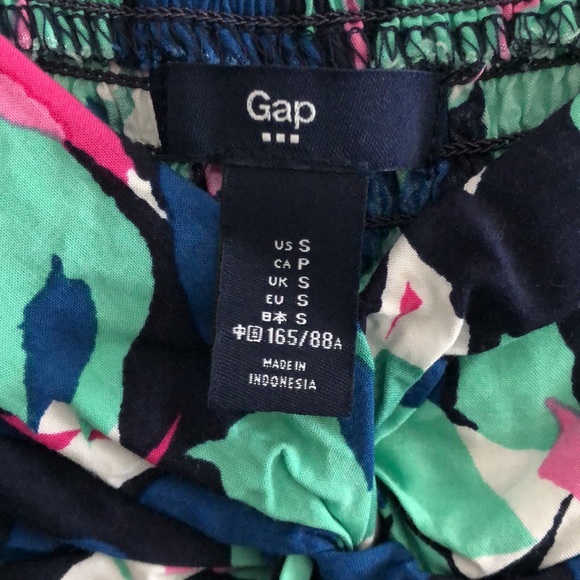 Gap
US S
CA P
UK S
EU S
日本 S
中国 165/88A
MADE IN
INDONESIA